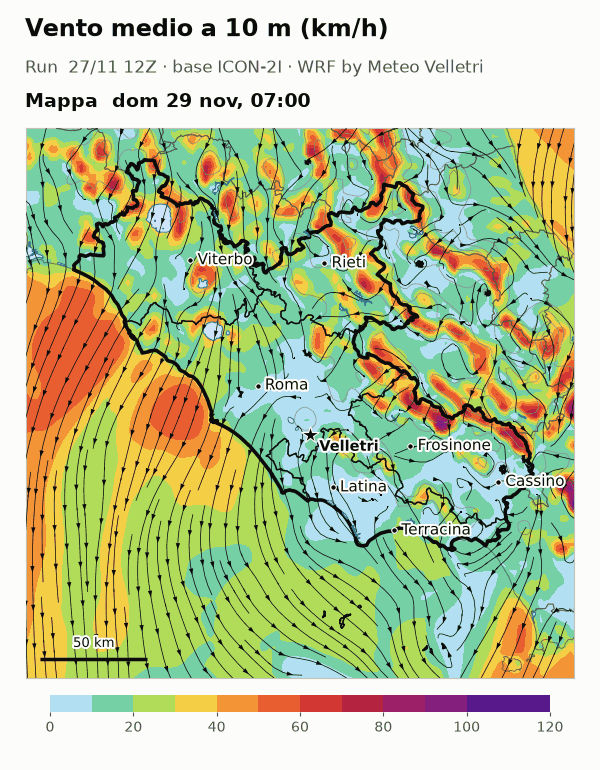 Vento medio a 10 m (km/h)
Run  27/11 12Z · base ICON-2I · WRF by Meteo Velletri
Mappa  dom 29 nov, 07:00
Viterbo
Rieti
Roma
Velletri
Frosinone
Cassino
Latina
Terracina
50 km
0 20 40 60 80 100 120